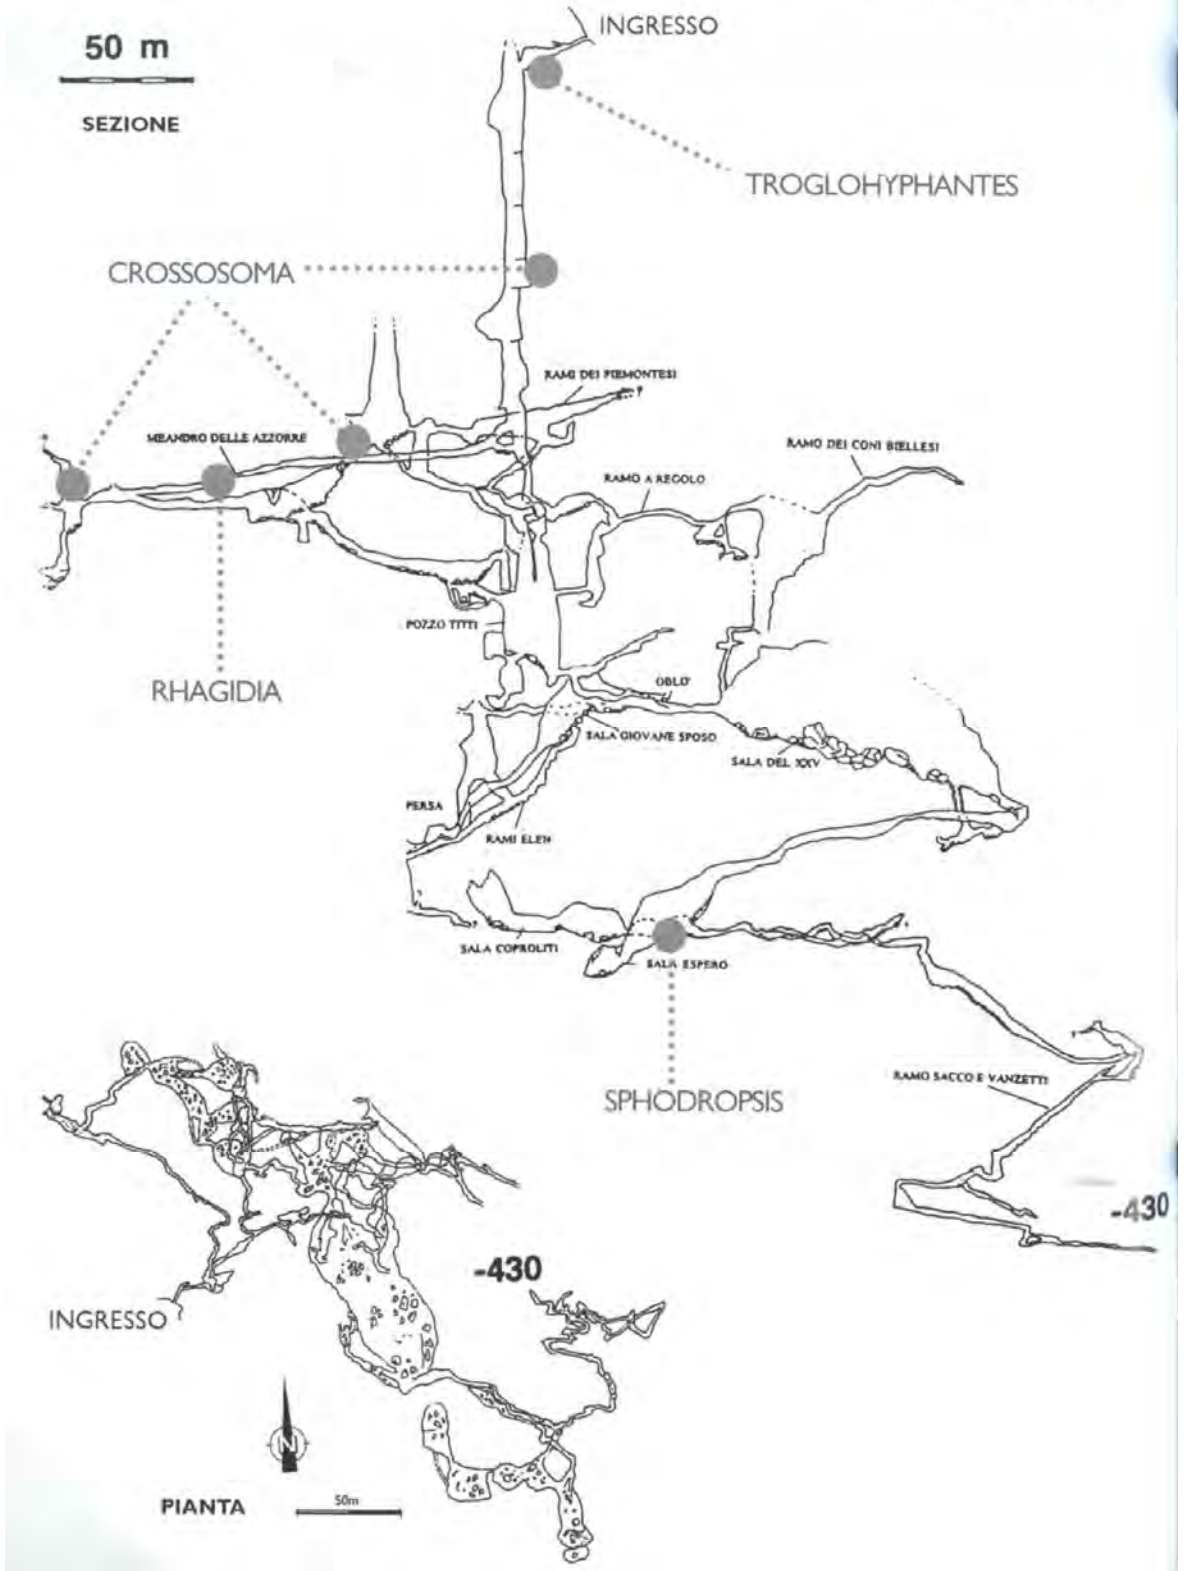 INGRESSO
50 m
SEZIONE
TROGLOHYPHANTES
CROSSOSOMA
RAMI DEI PIEMONTESI
MEANDRO DELLE AZZORRE
RAMO DEI CONI BIELLESI
RAMO A REGOLO
POZZO TITTI
RHAGIDIA
OBLO'
SALA GIOVANE SPOSO
SALA DEL XXV
PERSA
RAMI ELEN
SALA COPROLITI
SALA ESPERO
RAMO SACCO E VANZETTI
SPHODROPSIS
-430
-430
INGRESSO
N
PIANTA
50m